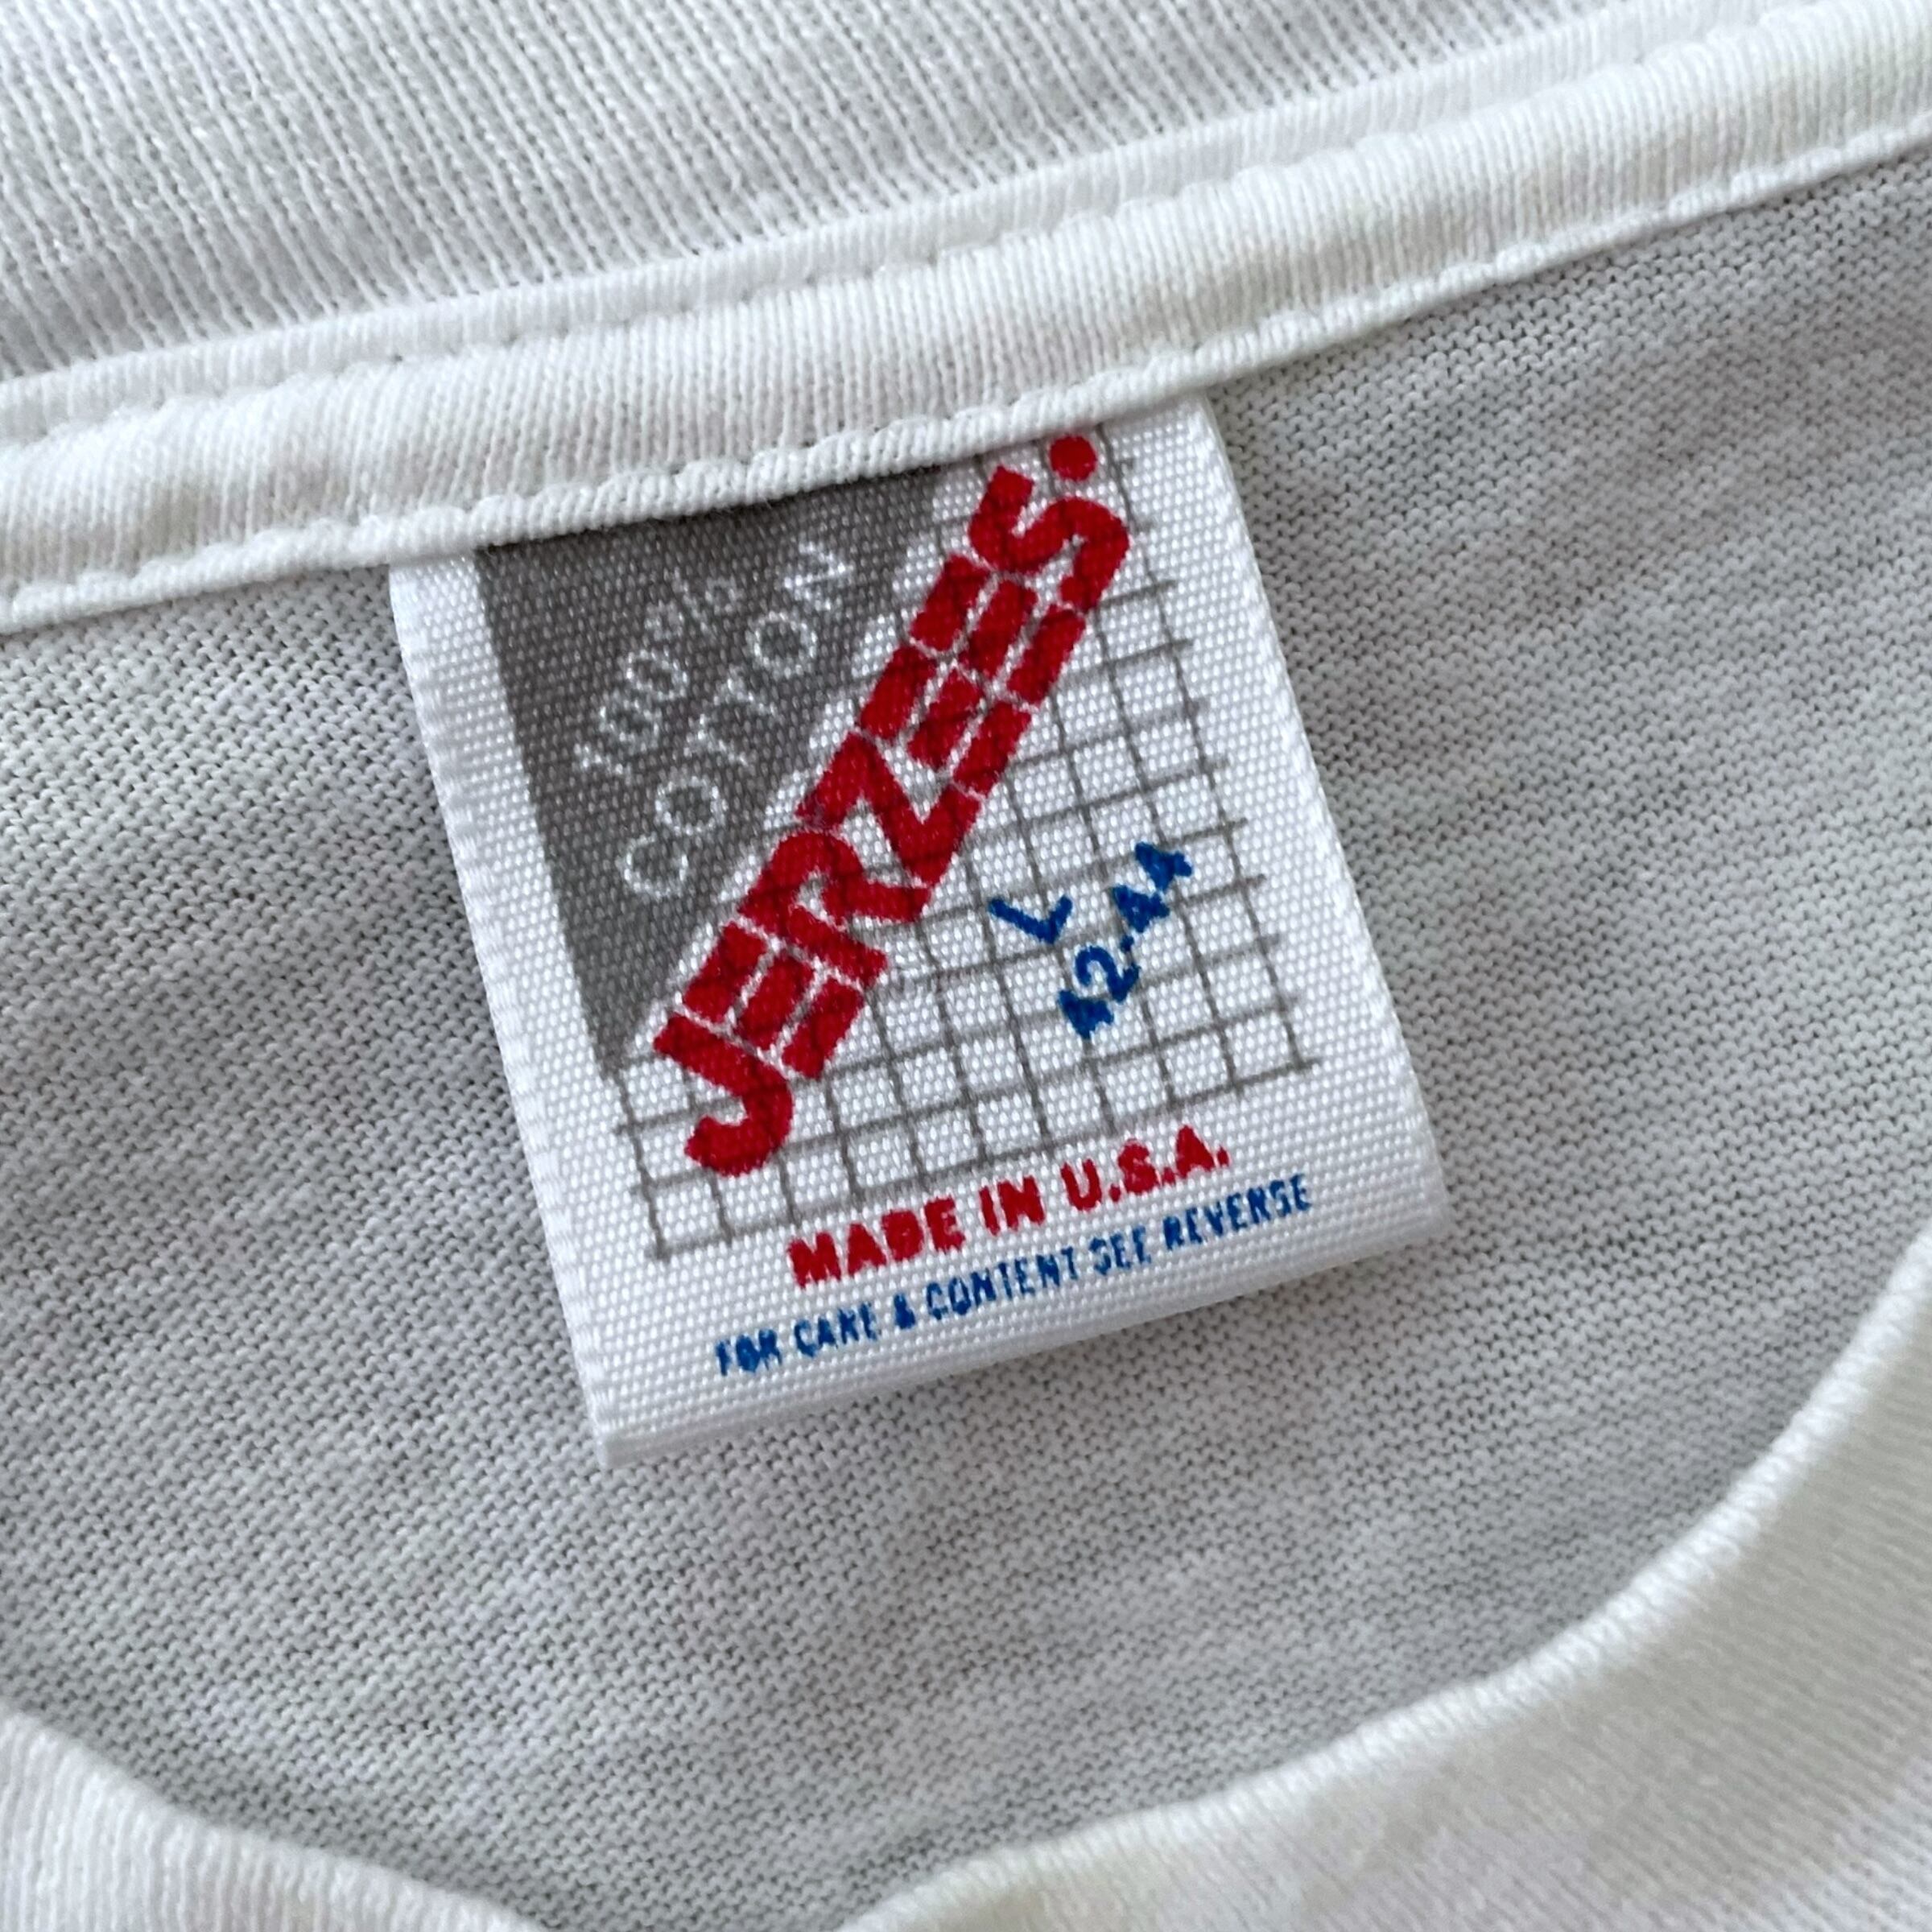 100%
COTTON
JERZEES.
L
42-44
MADE IN U.S.A.
FOR CARE & CONTENT SEE REVERSE